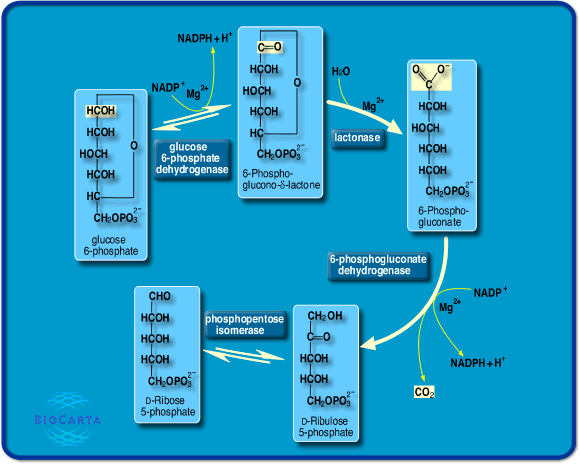 NADPH + H+
NADP+
Mg2+
HCOH
HCOH
HOCH
HCOH
HC
O
CH2OPO3 2−
glucose
6-phosphate
glucose
6-phosphate
dehydrogenase
C=O
HCOH
HOCH
HCOH
HC
O
CH2OPO3 2−
6-Phospho-
glucono-δ-lactone
H2O
Mg2+
lactonase
O O−
C
HCOH
HOCH
HCOH
HCOH
CH2OPO3 2−
6-Phospho-
gluconate
6-phosphogluconate
dehydrogenase
NADP+
Mg2+
NADPH + H+
CO2
CH2OH
C=O
HCOH
HCOH
CH2OPO3 2−
D-Ribulose
5-phosphate
phosphopentose
isomerase
CHO
HCOH
HCOH
HCOH
CH2OPO3 2−
D-Ribose
5-phosphate
BIOCARTA